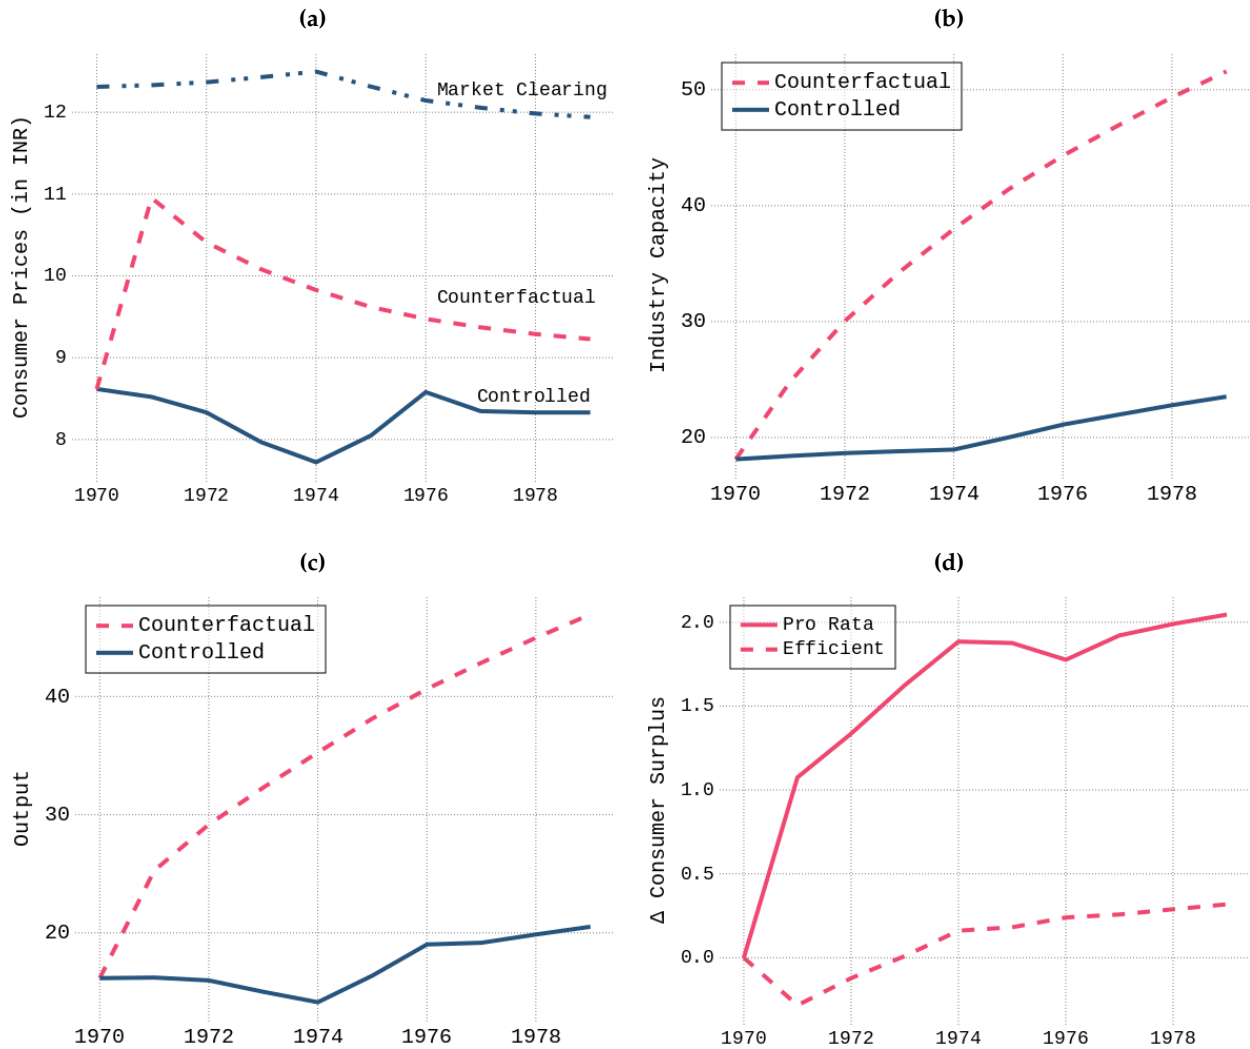 (a)
Consumer Prices (in INR)
12
11
10
9
8
Market Clearing
Counterfactual
Controlled
1970 1972 1974 1976 1978
(b)
Industry Capacity
50
40
30
20
Counterfactual
Controlled
1970 1972 1974 1976 1978
(c)
Output
40
30
20
Counterfactual
Controlled
1970 1972 1974 1976 1978
(d)
Δ Consumer Surplus
2.0
1.5
1.0
0.5
0.0
Pro Rata
Efficient
1970 1972 1974 1976 1978